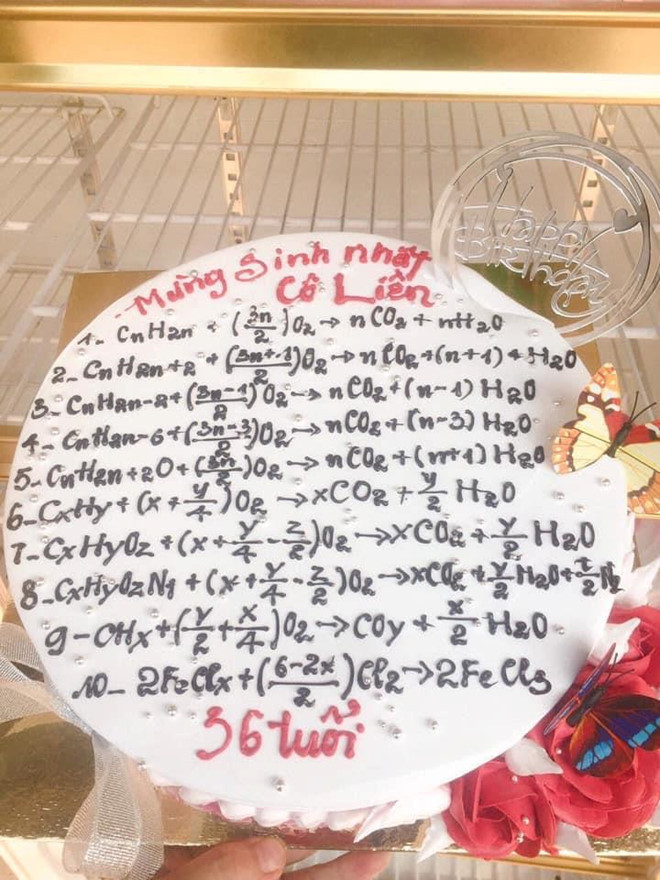 Happy
Birthday
Mừng Sinh nhật
Cô Liên
1- CnH2n + (3n/2)O2 → nCO2 + nH2O
2- CnH2n+2 + (3n+1/2)O2 → nCO2 + (n+1) + H2O
3- CnH2n-2 + (3n-1/2)O2 → nCO2 + (n-1) H2O
4- CnH2n-6 + (3n-3/2)O2 → nCO2 + (n-3) H2O
5- CnH2n+2O + (3n/2)O2 → nCO2 + (n+1) H2O
6- CxHy + (x + y/4)O2 → xCO2 + y/2 H2O
7- CxHyOz + (x + y/4 - z/2)O2 → xCO2 + y/2 H2O
8- CxHyOzNt + (x + y/4 - z/2)O2 → xCO2 + y/2 H2O + t/2 N2
9- CHx + (y/2 + x/4)O2 → COy + x/2 H2O
10- 2FeClx + (6-2x/2)Cl2 → 2FeCl3
36 tuổi